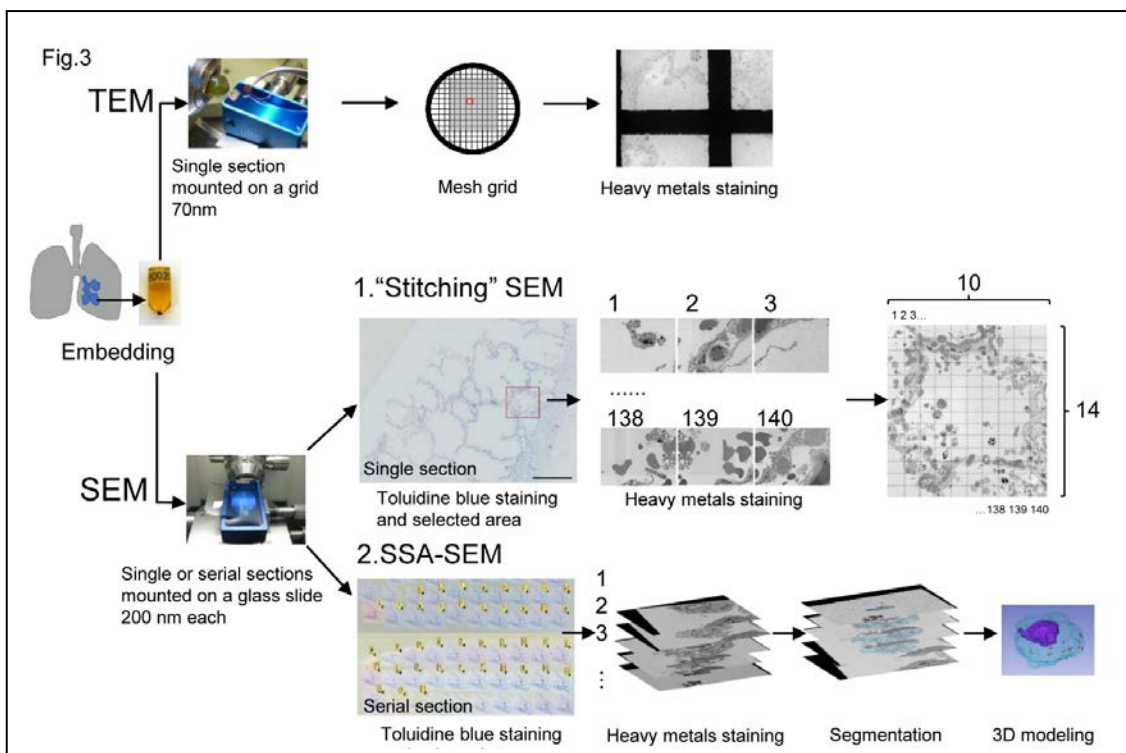 Fig.3
TEM
Single section
mounted on a grid
70nm
Mesh grid
Heavy metals staining
Embedding
SEM
Single or serial sections
mounted on a glass slide
200 nm each
1.“Stitching” SEM
Single section
Toluidine blue staining
and selected area
1 2 3
......
138 139 140
Heavy metals staining
10
1 2 3...
14
... 138 139 140
2.SSA-SEM
Serial section
Toluidine blue staining
1
2
3
⋮
Heavy metals staining
Segmentation
3D modeling